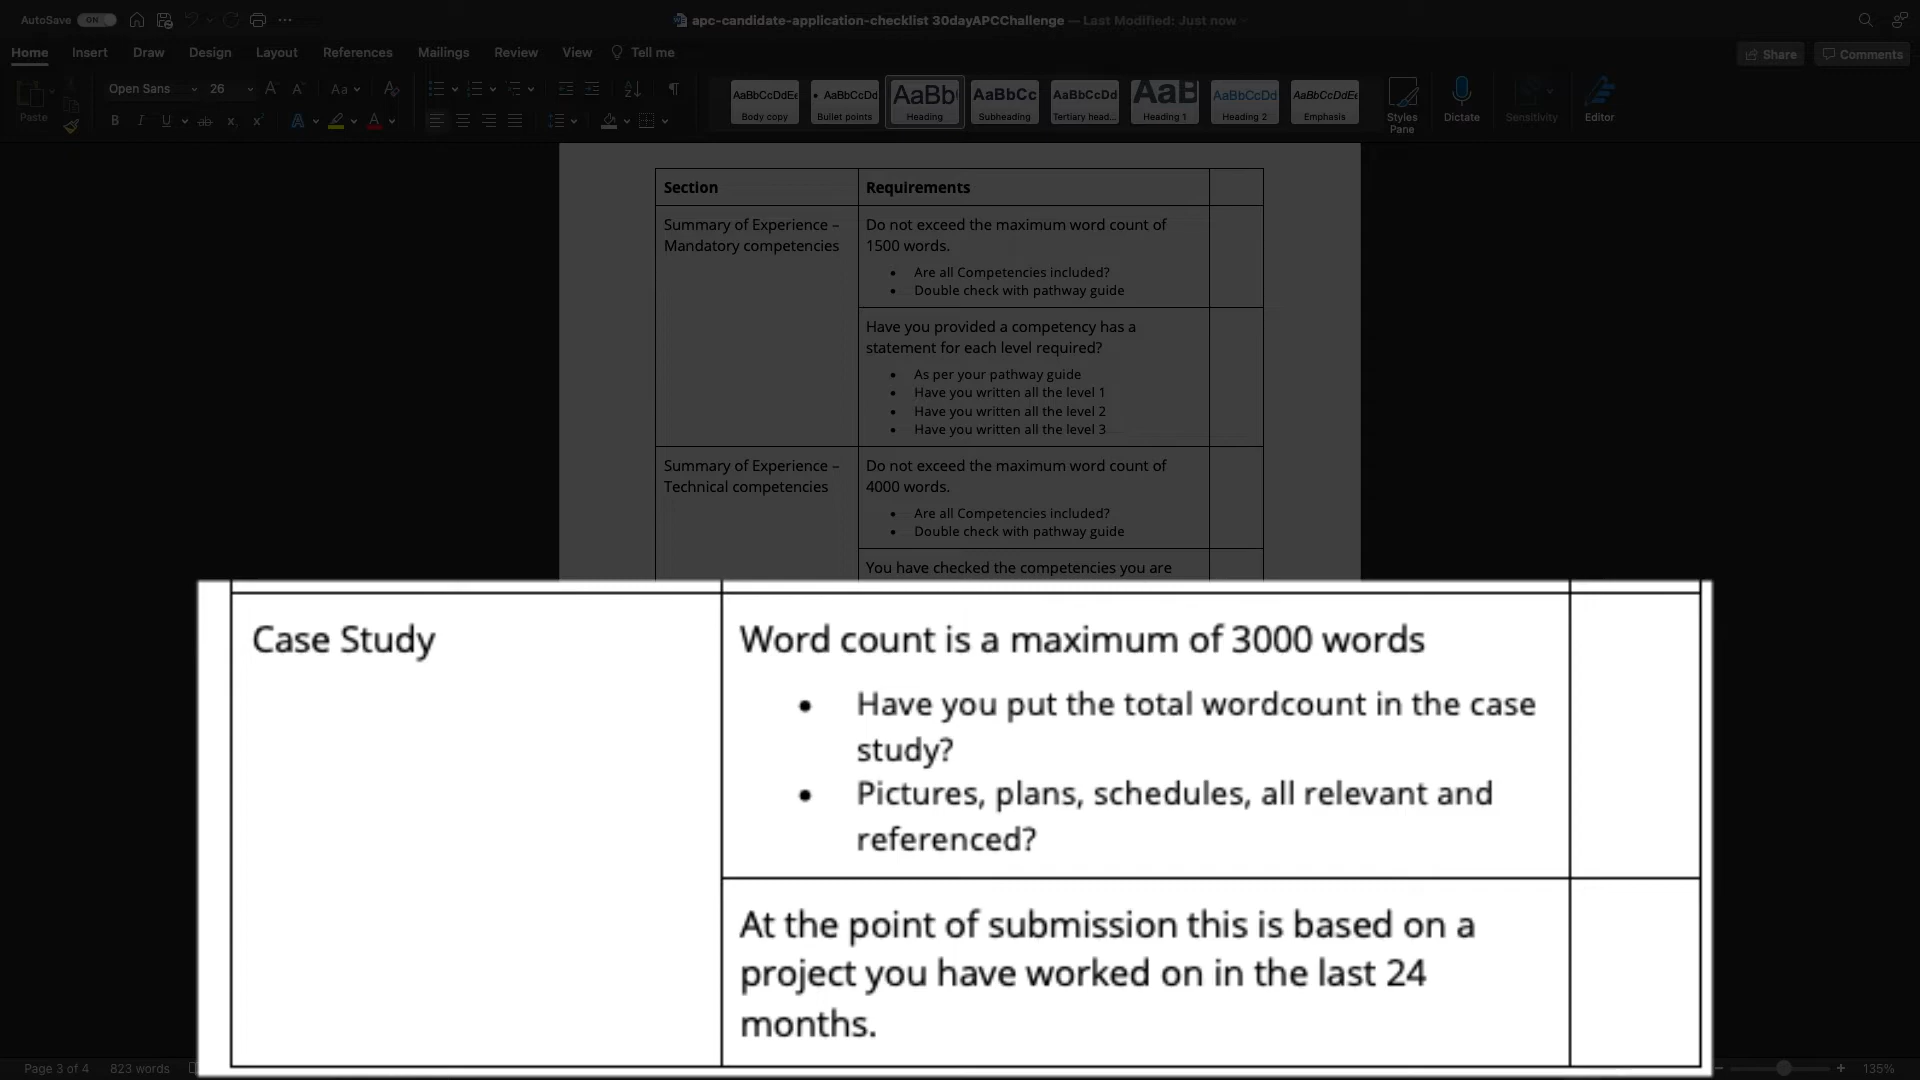 AutoSave ON
apc-candidate-application-checklist 30dayAPCChallenge — Last Modified: Just now
Home Insert Draw Design Layout References Mailings Review View Tell me
Share Comments
Paste
Open Sans 26
AaBbCcDdEe AaBbCcDd AaBb( AaBbCc AaBbCcDd AaB AaBbCcDd AaBbCcDdEe
Body copy Bullet points Heading Subheading Tertiary head... Heading 1 Heading 2 Emphasis
Styles Pane
Dictate
Sensitivity
Editor
Section Requirements
Summary of Experience –
Mandatory competencies
Do not exceed the maximum word count of
1500 words.
• Are all Competencies included?
• Double check with pathway guide
Have you provided a competency has a
statement for each level required?
• As per your pathway guide
• Have you written all the level 1
• Have you written all the level 2
• Have you written all the level 3
Summary of Experience –
Technical competencies
Do not exceed the maximum word count of
4000 words.
• Are all Competencies included?
• Double check with pathway guide
You have checked the competencies you are
Case Study
Word count is a maximum of 3000 words
• Have you put the total wordcount in the case
study?
• Pictures, plans, schedules, all relevant and
referenced?
At the point of submission this is based on a
project you have worked on in the last 24
months.
Page 3 of 4 823 words
135%